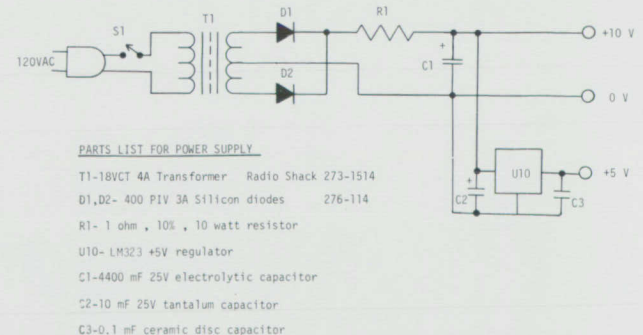 T1
D1
R1
S1
+10 V
120VAC
+
C1
D2
0 V
U10
+5 V
+
C2
C3
PARTS LIST FOR POWER SUPPLY
T1-18VCT 4A Transformer Radio Shack 273-1514
D1,D2- 400 PIV 3A Silicon diodes 276-114
R1- 1 ohm , 10% , 10 watt resistor
U10- LM323 +5V regulator
C1-4400 mF 25V electrolytic capacitor
C2-10 mF 25V tantalum capacitor
C3-0.1 mF ceramic disc capacitor